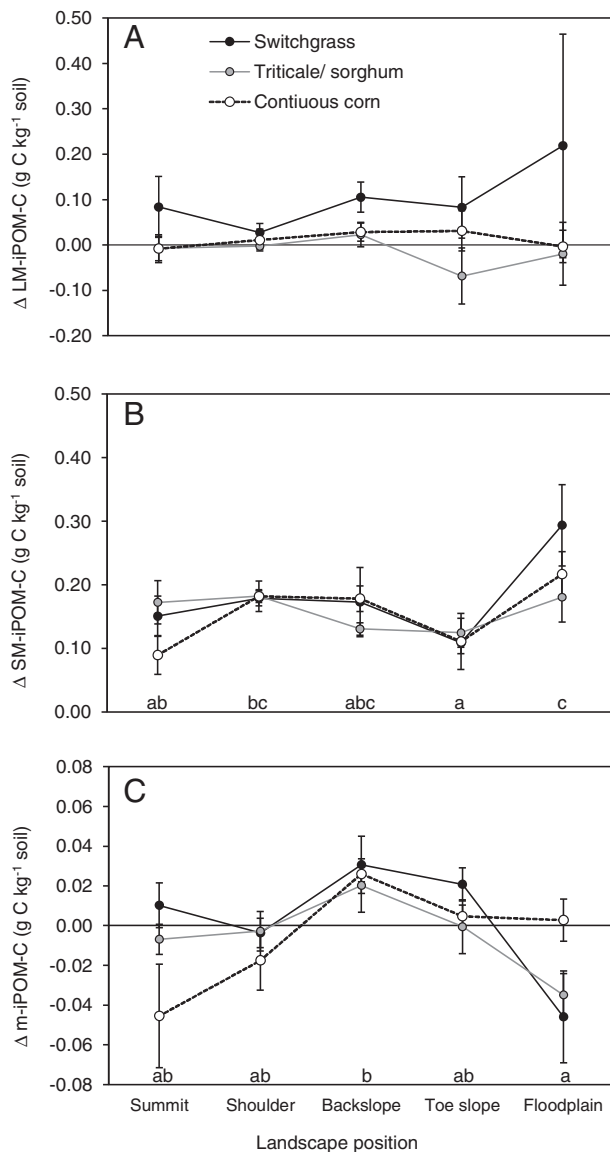 0.50
A
Switchgrass
0.40
Triticale/ sorghum
Contiuous corn
0.30
0.20
0.10
0.00
-0.10
-0.20
Δ LM-iPOM-C (g C kg⁻¹ soil)
0.50
B
0.40
0.30
0.20
0.10
0.00
Δ SM-iPOM-C (g C kg⁻¹ soil)
ab bc abc a c
0.08
C
0.06
0.04
0.02
0.00
-0.02
-0.04
-0.06
-0.08
Δ m-iPOM-C (g C kg⁻¹ soil)
ab ab b ab a
Summit Shoulder Backslope Toe slope Floodplain
Landscape position